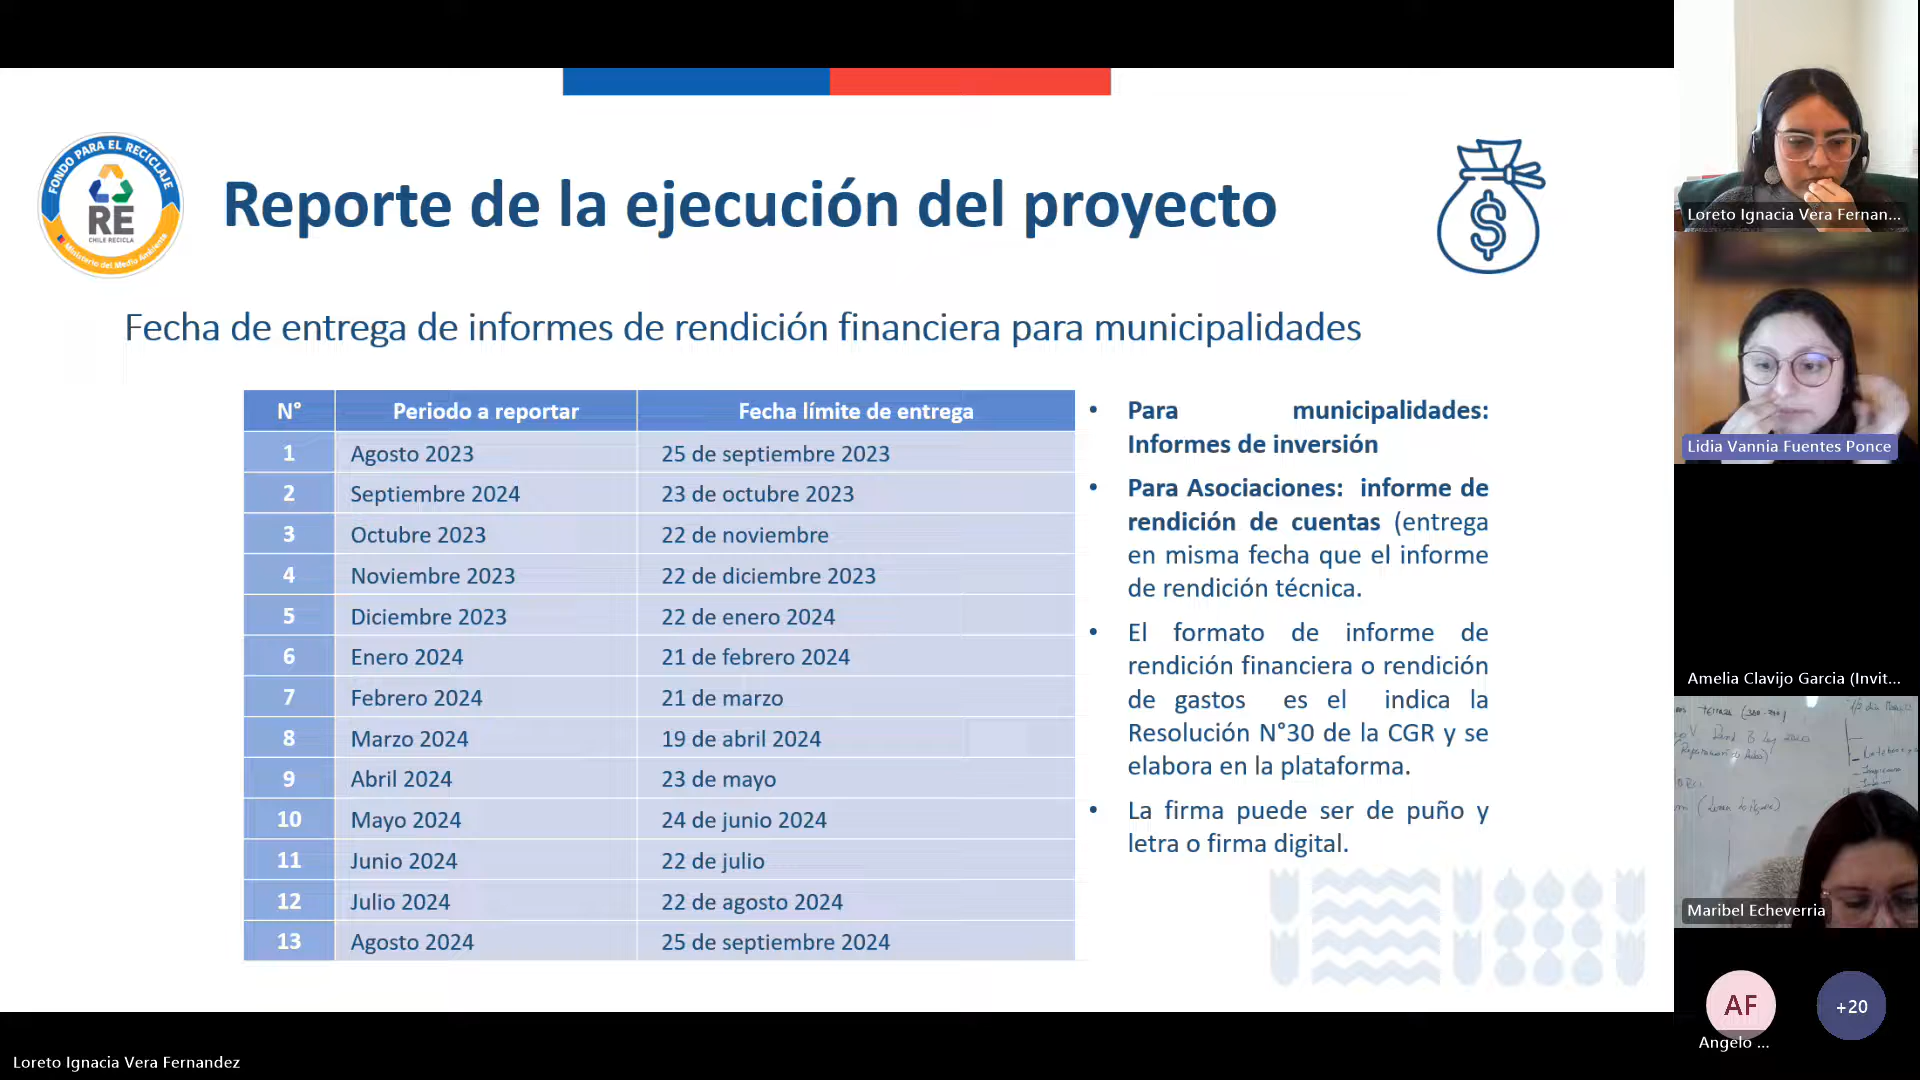 FONDO PARA EL RECICLAJE
RE
CHILE RECICLA
Ministerio del Medio Ambiente
Reporte de la ejecución del proyecto
$
Fecha de entrega de informes de rendición financiera para municipalidades
N° Periodo a reportar Fecha límite de entrega
1 Agosto 2023 25 de septiembre 2023
2 Septiembre 2024 23 de octubre 2023
3 Octubre 2023 22 de noviembre
4 Noviembre 2023 22 de diciembre 2023
5 Diciembre 2023 22 de enero 2024
6 Enero 2024 21 de febrero 2024
7 Febrero 2024 21 de marzo
8 Marzo 2024 19 de abril 2024
9 Abril 2024 23 de mayo
10 Mayo 2024 24 de junio 2024
11 Junio 2024 22 de julio
12 Julio 2024 22 de agosto 2024
13 Agosto 2024 25 de septiembre 2024
• Para municipalidades:
Informes de inversión
• Para Asociaciones: informe de
rendición de cuentas (entrega
en misma fecha que el informe
de rendición técnica.
• El formato de informe de
rendición financiera o rendición
de gastos es el indica la
Resolución N°30 de la CGR y se
elabora en la plataforma.
• La firma puede ser de puño y
letra o firma digital.
Loreto Ignacia Vera Fernan...
Lidia Vannia Fuentes Ponce
Amelia Clavijo Garcia (Invit...
Maribel Echeverria
AF
Angelo ...
+20
Loreto Ignacia Vera Fernandez